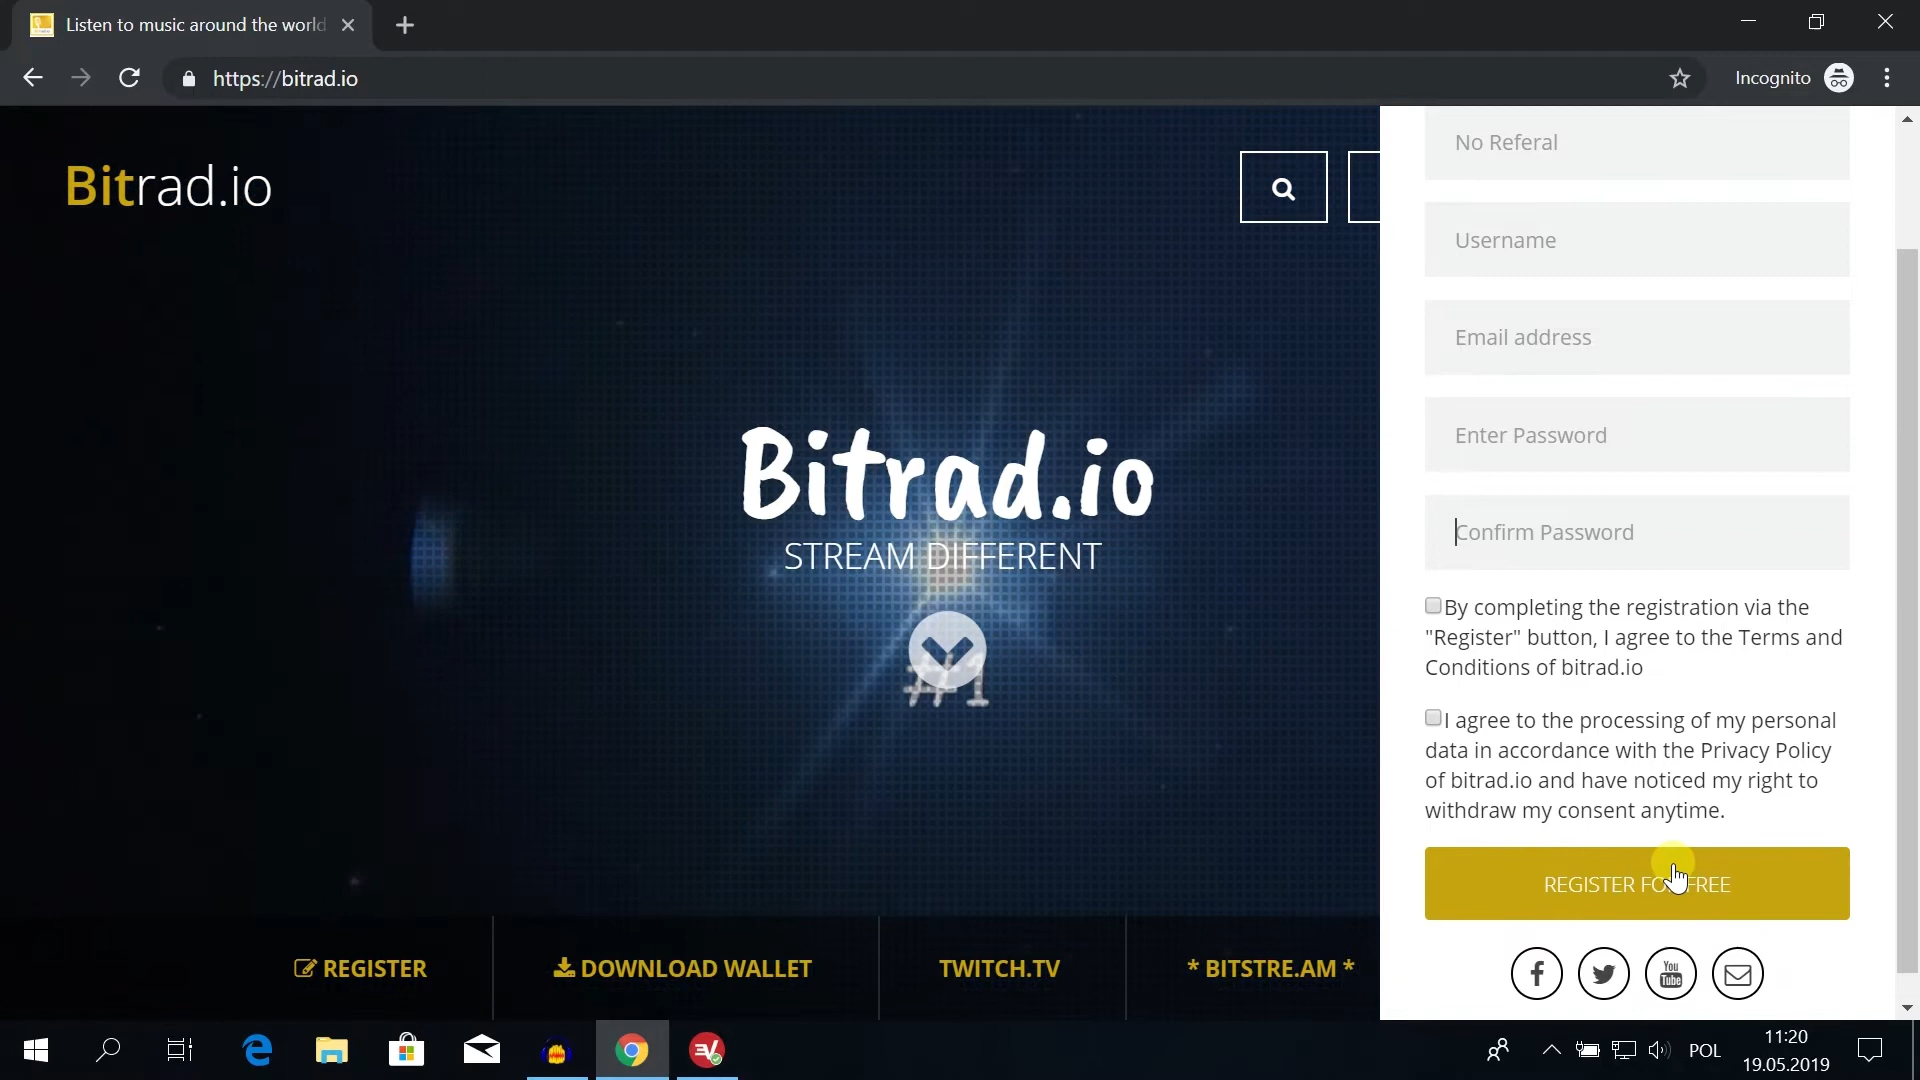 Listen to music around the world
https://bitrad.io
Incognito
Bitrad.io
No Referal
Username
Email address
Enter Password
Confirm Password
Bitrad.io
STREAM DIFFERENT
#1
By completing the registration via the
"Register" button, I agree to the Terms and
Conditions of bitrad.io
I agree to the processing of my personal
data in accordance with the Privacy Policy
of bitrad.io and have noticed my right to
withdraw my consent anytime.
REGISTER FOR FREE
REGISTER
DOWNLOAD WALLET
TWITCH.TV
* BITSTRE.AM *
You
Tube
POL
11:20
19.05.2019